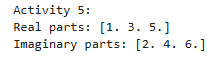 Activity 5:
Real parts: [1. 3. 5.]
Imaginary parts: [2. 4. 6.]